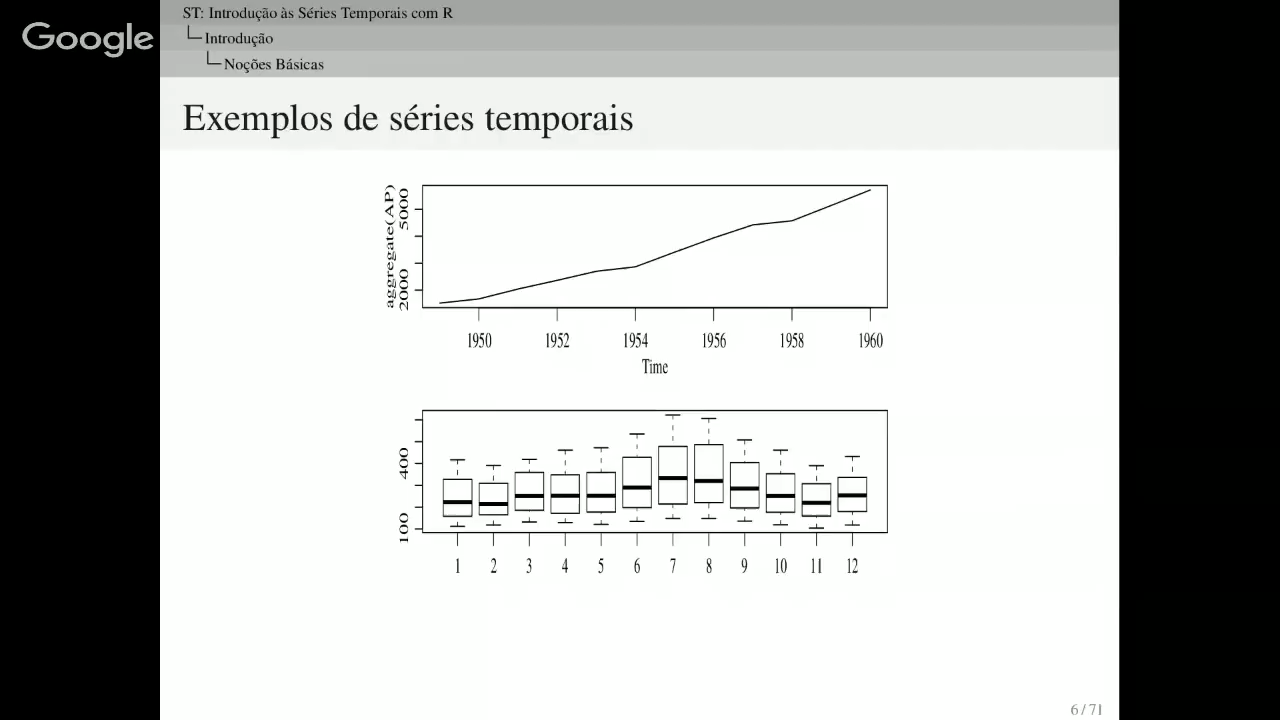 Google
ST: Introdução às Séries Temporais com R
Introdução
Noções Básicas
Exemplos de séries temporais
aggregate(AP)
5000
2000
1950 1952 1954 1956 1958 1960
Time
400
100
1 2 3 4 5 6 7 8 9 10 11 12
6 / 71